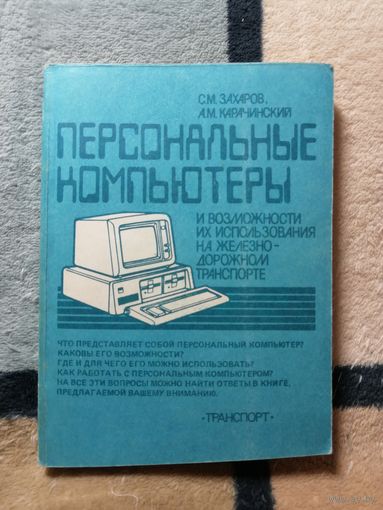 С.М. ЗАХАРОВ,
А.М. КАРАЧИНСКИЙ
ПЕРСОНАЛЬНЫЕ
КОМПЬЮТЕРЫ
И ВОЗМОЖНОСТИ
ИХ ИСПОЛЬЗОВАНИЯ
НА ЖЕЛЕЗНО-
-ДОРОЖНОМ
ТРАНСПОРТЕ
ЧТО ПРЕДСТАВЛЯЕТ СОБОЙ ПЕРСОНАЛЬНЫЙ КОМПЬЮТЕР?
КАКОВЫ ЕГО ВОЗМОЖНОСТИ?
ГДЕ И ДЛЯ ЧЕГО ЕГО МОЖНО ИСПОЛЬЗОВАТЬ?
КАК РАБОТАТЬ С ПЕРСОНАЛЬНЫМ КОМПЬЮТЕРОМ?
НА ВСЕ ЭТИ ВОПРОСЫ МОЖНО НАЙТИ ОТВЕТЫ В КНИГЕ,
ПРЕДЛАГАЕМОЙ ВАШЕМУ ВНИМАНИЮ.
«ТРАНСПОРТ»